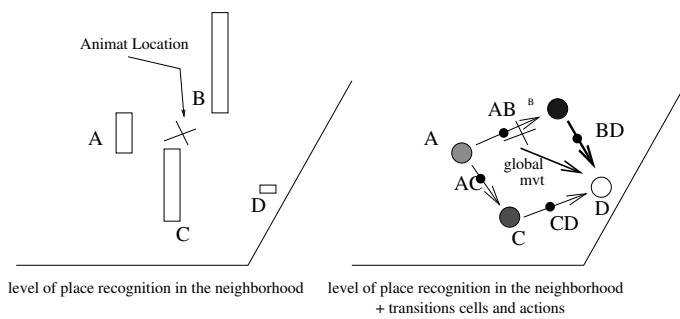 Animat Location
B
A
C
D
level of place recognition in the neighborhood
B
AB
BD
A
global
mvt
AC
D
C
CD
level of place recognition in the neighborhood
+ transitions cells and actions